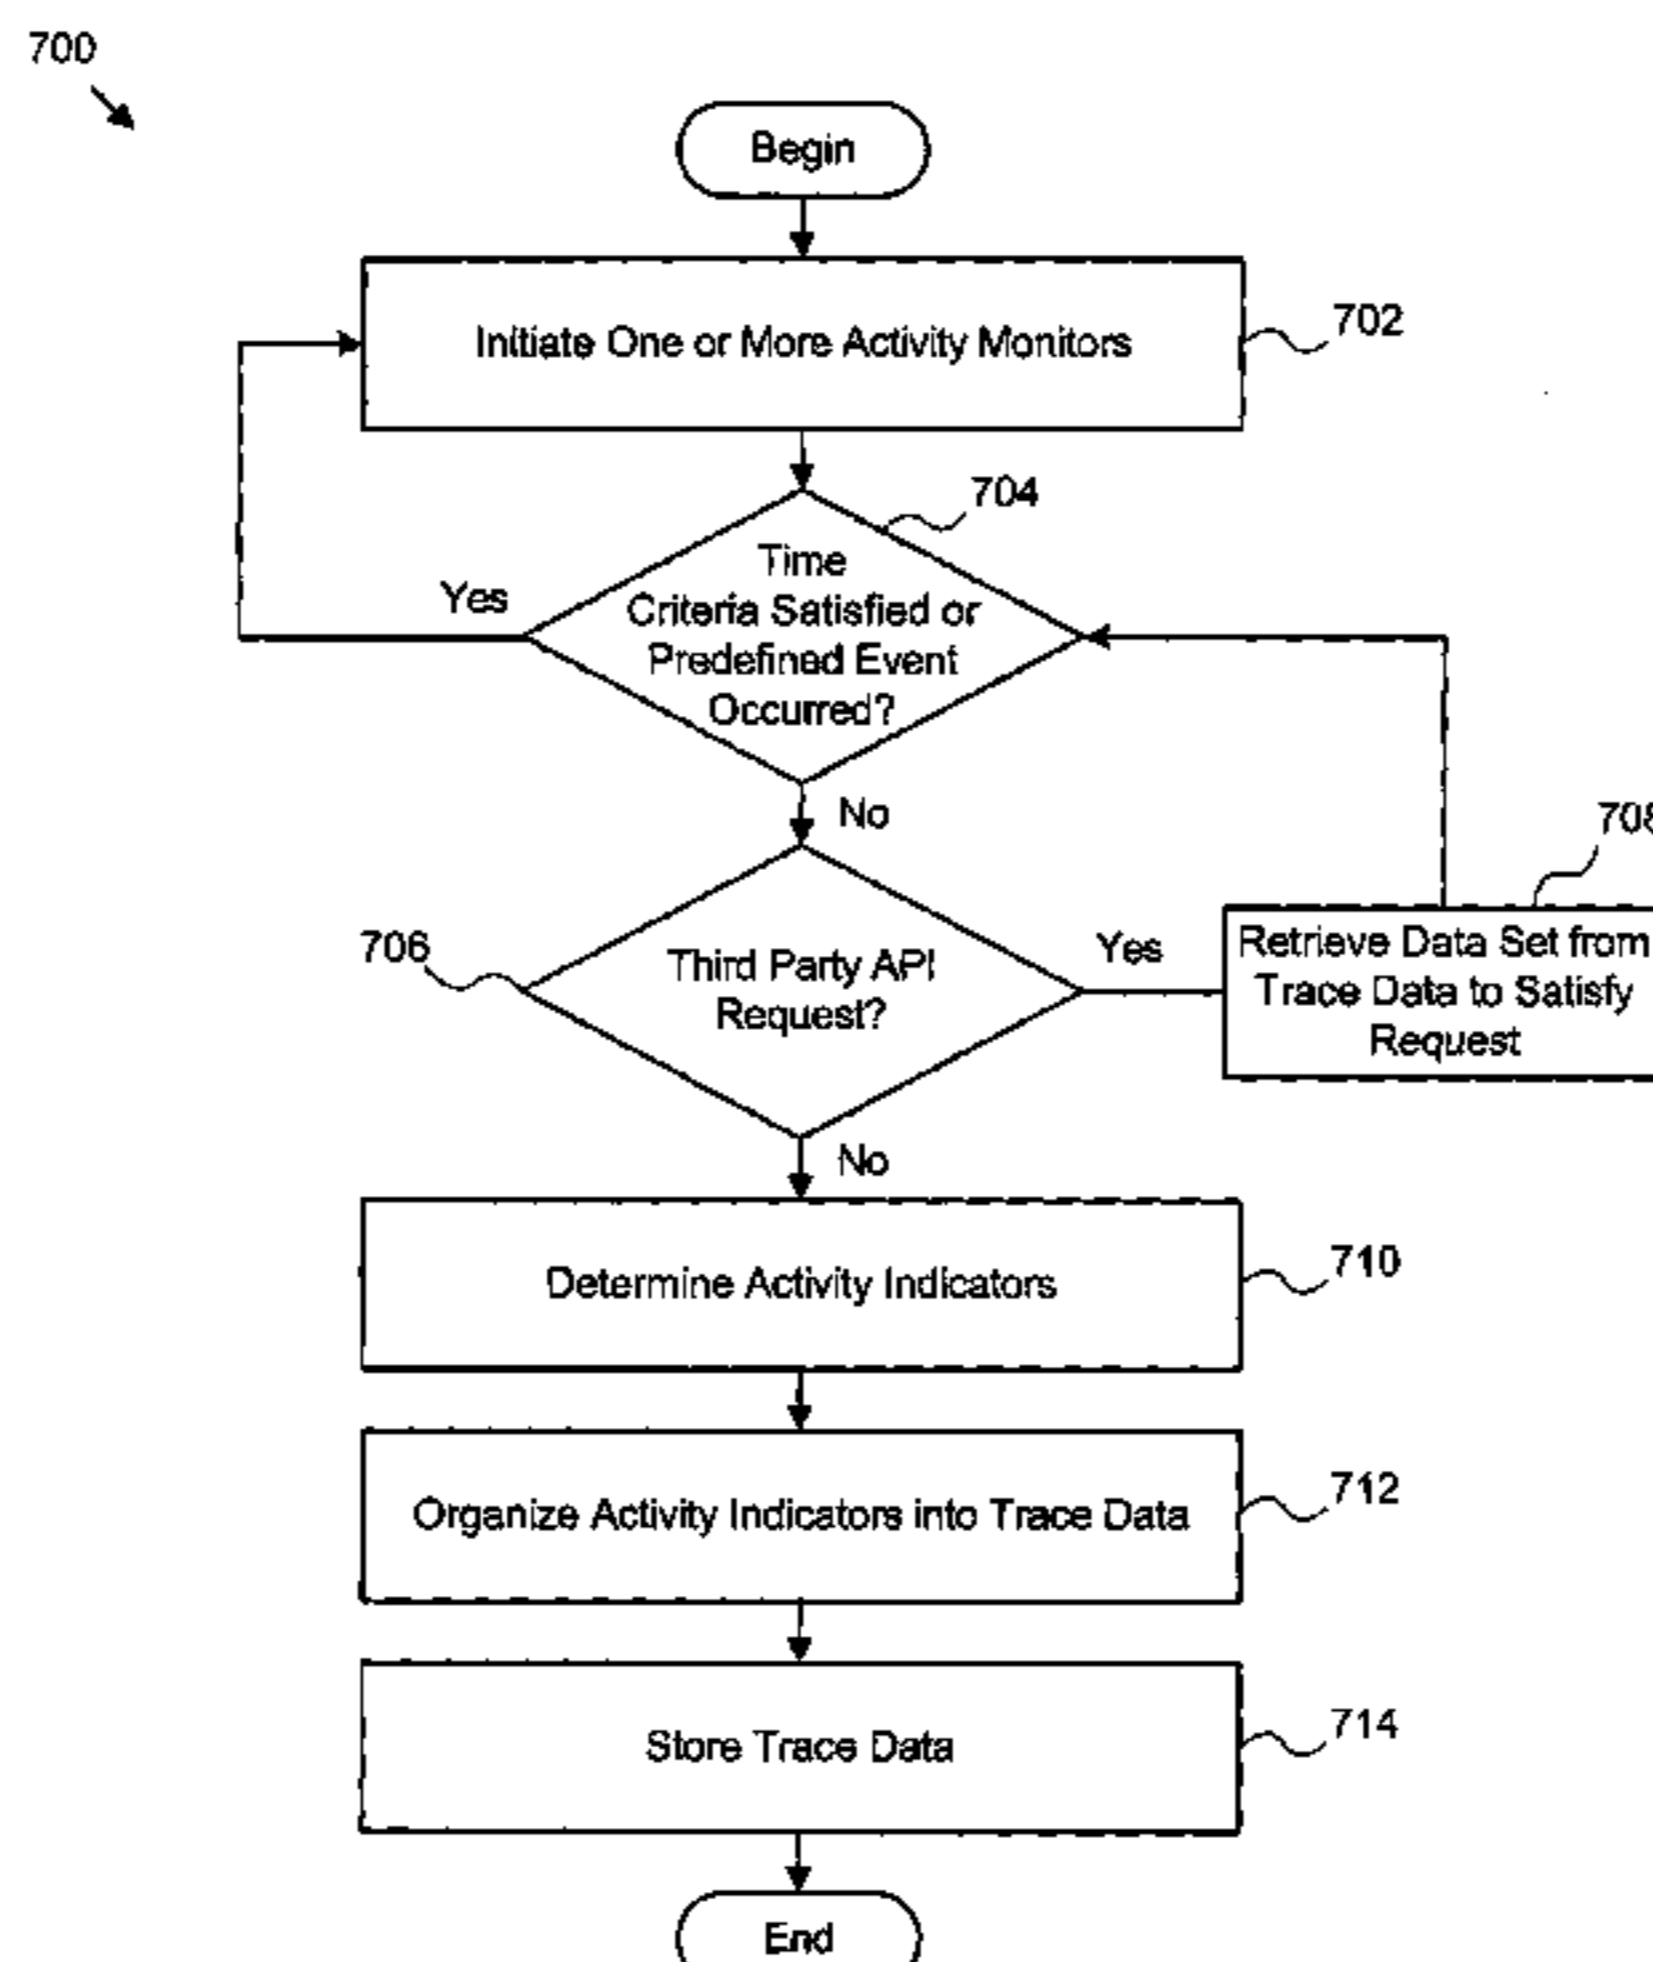 700
Begin
Initiate One or More Activity Monitors
702
704
Time
Criteria Satisfied or
Predefined Event
Occurred?
Yes
No
708
706
Third Party API
Request?
Yes
Retrieve Data Set from
Trace Data to Satisfy
Request
No
Determine Activity Indicators
710
Organize Activity Indicators into Trace Data
712
Store Trace Data
714
End